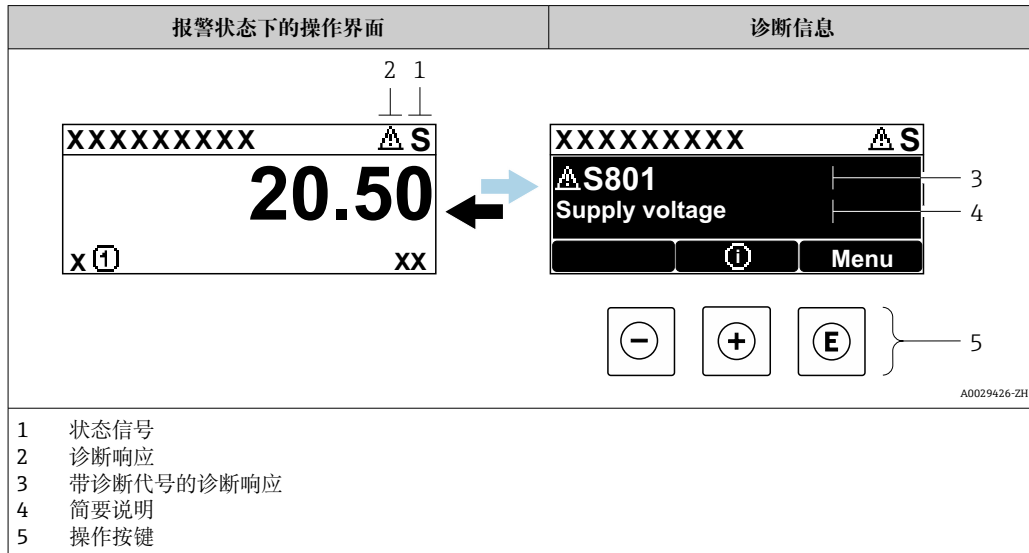 报警状态下的操作界面
诊断信息
2 1
XXXXXXXXX ⚠ S
20.50
x ① XX
XXXXXXXXX ⚠ S
⚠S801
Supply voltage
ⓘ Menu
3
4
− + E
5
A0029426-ZH
1 状态信号
2 诊断响应
3 带诊断代号的诊断响应
4 简要说明
5 操作按键